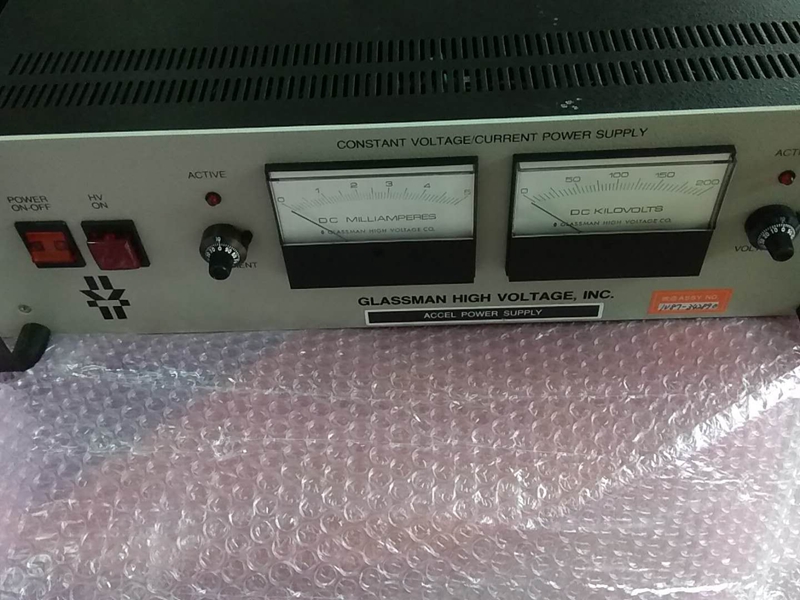 CONSTANT VOLTAGE/CURRENT POWER SUPPLY
POWER
ON-OFF
HV
ON
ACTIVE
0 1 2 3 4 5
DC MILLIAMPERES
GLASSMAN HIGH VOLTAGE CO.
0 50 100 150 200
DC KILOVOLTS
GLASSMAN HIGH VOLTAGE CO.
GLASSMAN HIGH VOLTAGE, INC.
ACCEL POWER SUPPLY